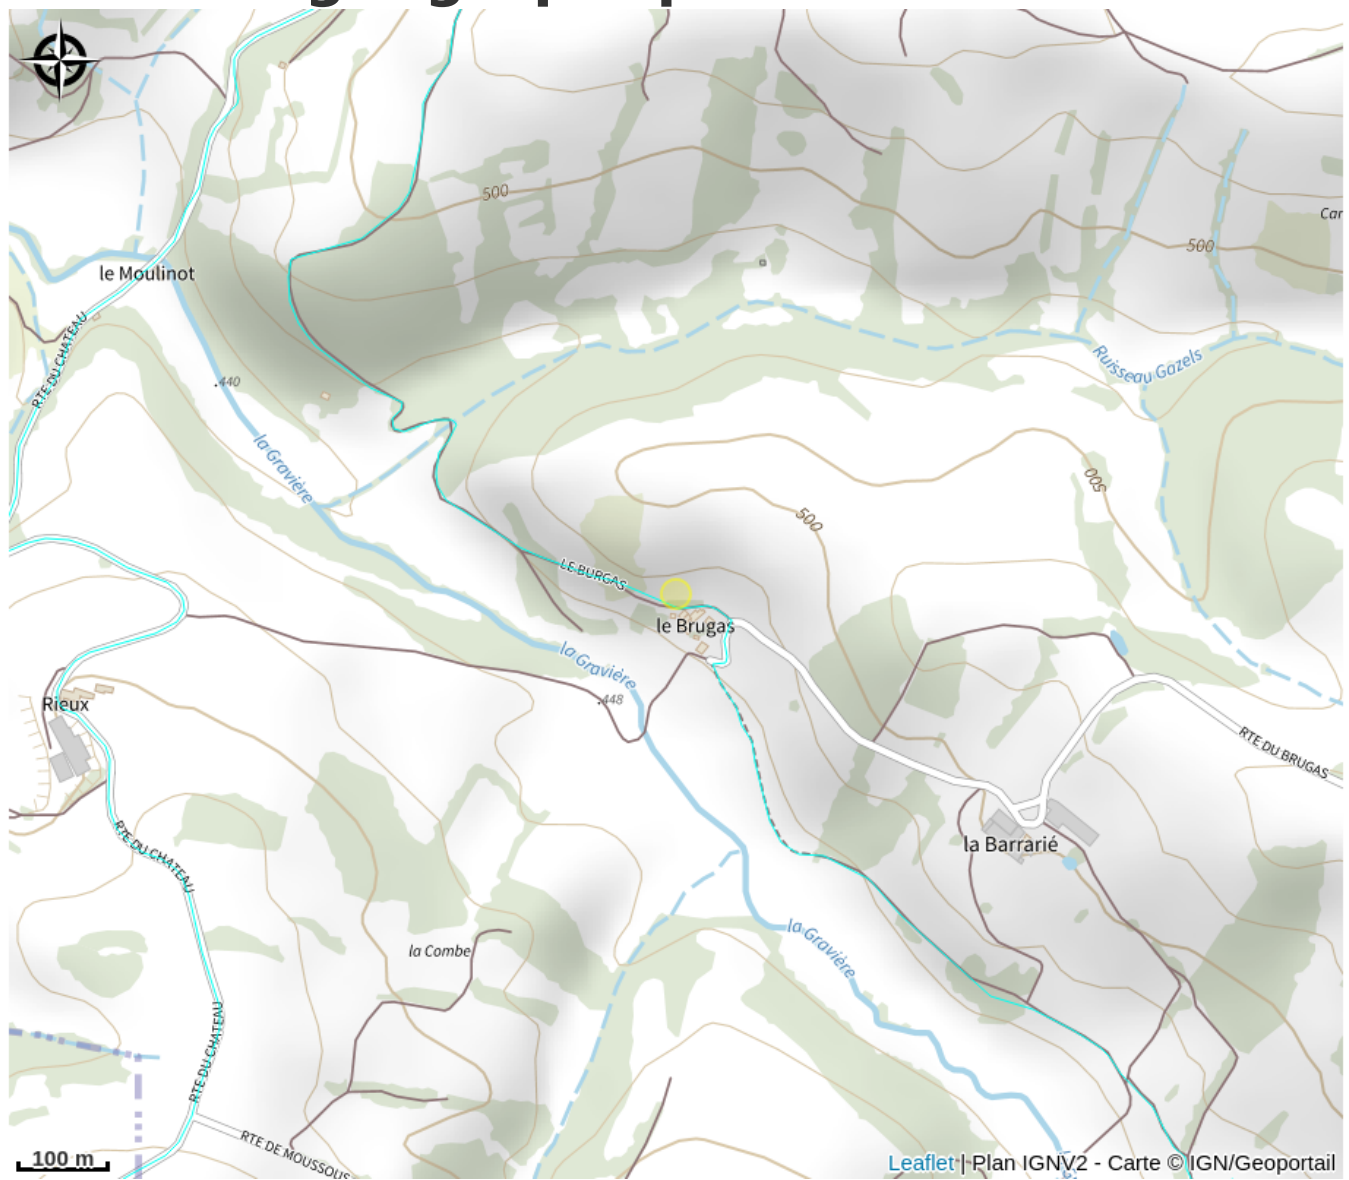 500
Car
500
le Moulinot
RTE DU CHATEAU
Ruisseau Gazels
.440
la Gravière
500
500
LE BURGAS
le Brugas
la Gravière
.448
Rieux
RTE DU BRUGAS
RTE DU CHATEAU
la Barrarié
la Combe
la Gravière
RTE DU CHATEAU
RTE DE MOUSSOUS
100 m
Leaflet | Plan IGNV2 - Carte © IGN/Geoportail